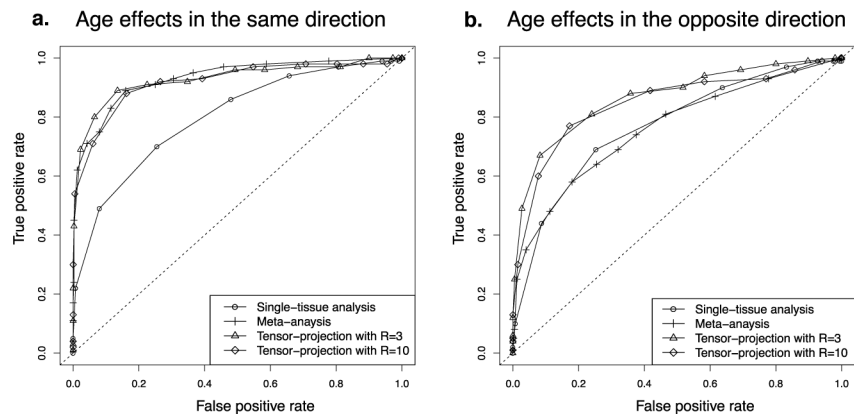 a. Age effects in the same direction
True positive rate
1.0
0.8
0.6
0.4
0.2
0.0
Single-tissue analysis
Meta-anaysis
Tensor-projection with R=3
Tensor-projection with R=10
0.0 0.2 0.4 0.6 0.8 1.0
False positive rate
b. Age effects in the opposite direction
True positive rate
1.0
0.8
0.6
0.4
0.2
0.0
Single-tissue analysis
Meta-anaysis
Tensor-projection with R=3
Tensor-projection with R=10
0.0 0.2 0.4 0.6 0.8 1.0
False positive rate